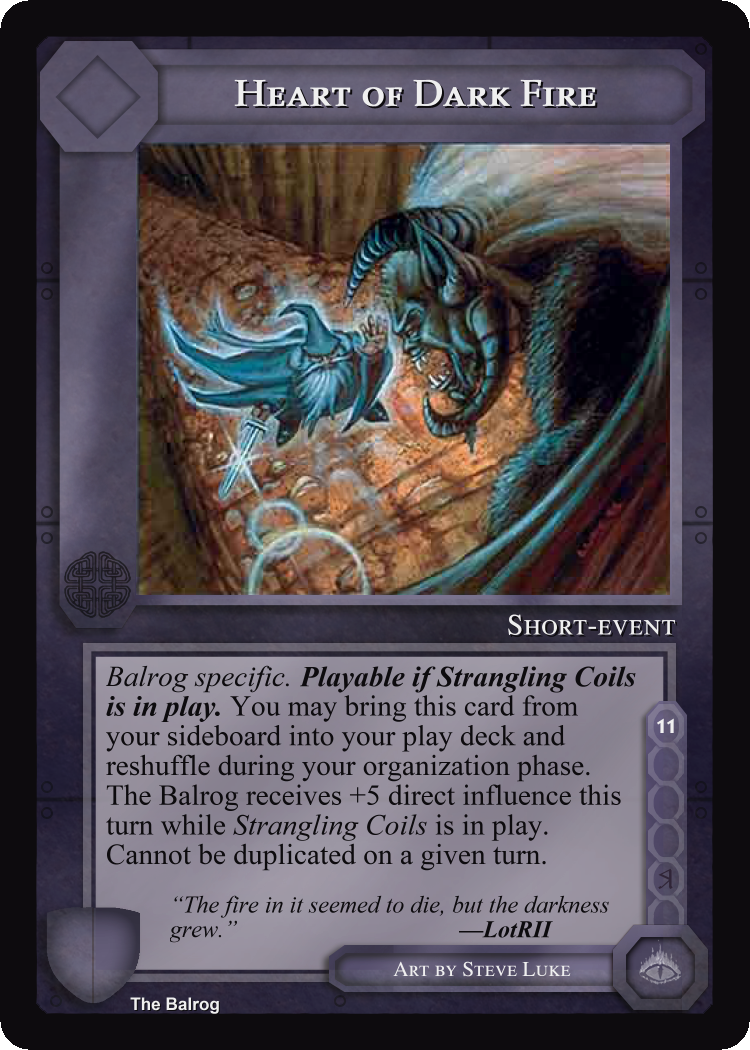 Heart of Dark Fire
Short-event
Balrog specific. Playable if Strangling Coils
is in play. You may bring this card from
your sideboard into your play deck and
reshuffle during your organization phase.
The Balrog receives +5 direct influence this
turn while Strangling Coils is in play.
Cannot be duplicated on a given turn.
11
“The fire in it seemed to die, but the darkness
grew.” —LotRII
Art by Steve Luke
The Balrog